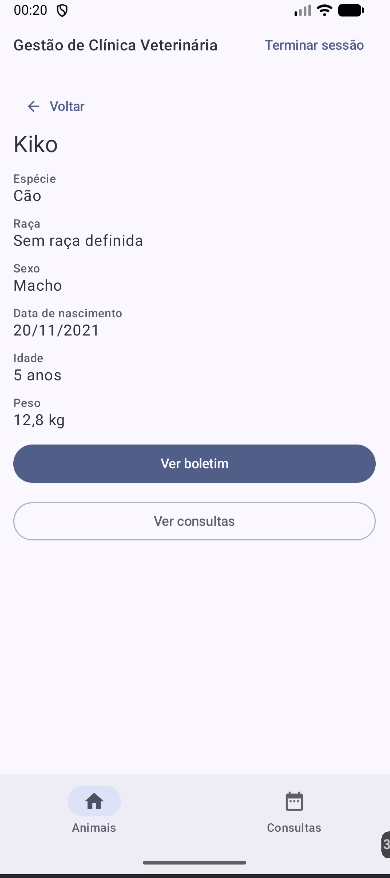 00:20
Gestão de Clínica Veterinária Terminar sessão
Voltar
Kiko
Espécie
Cão
Raça
Sem raça definida
Sexo
Macho
Data de nascimento
20/11/2021
Idade
5 anos
Peso
12,8 kg
Ver boletim
Ver consultas
Animais Consultas